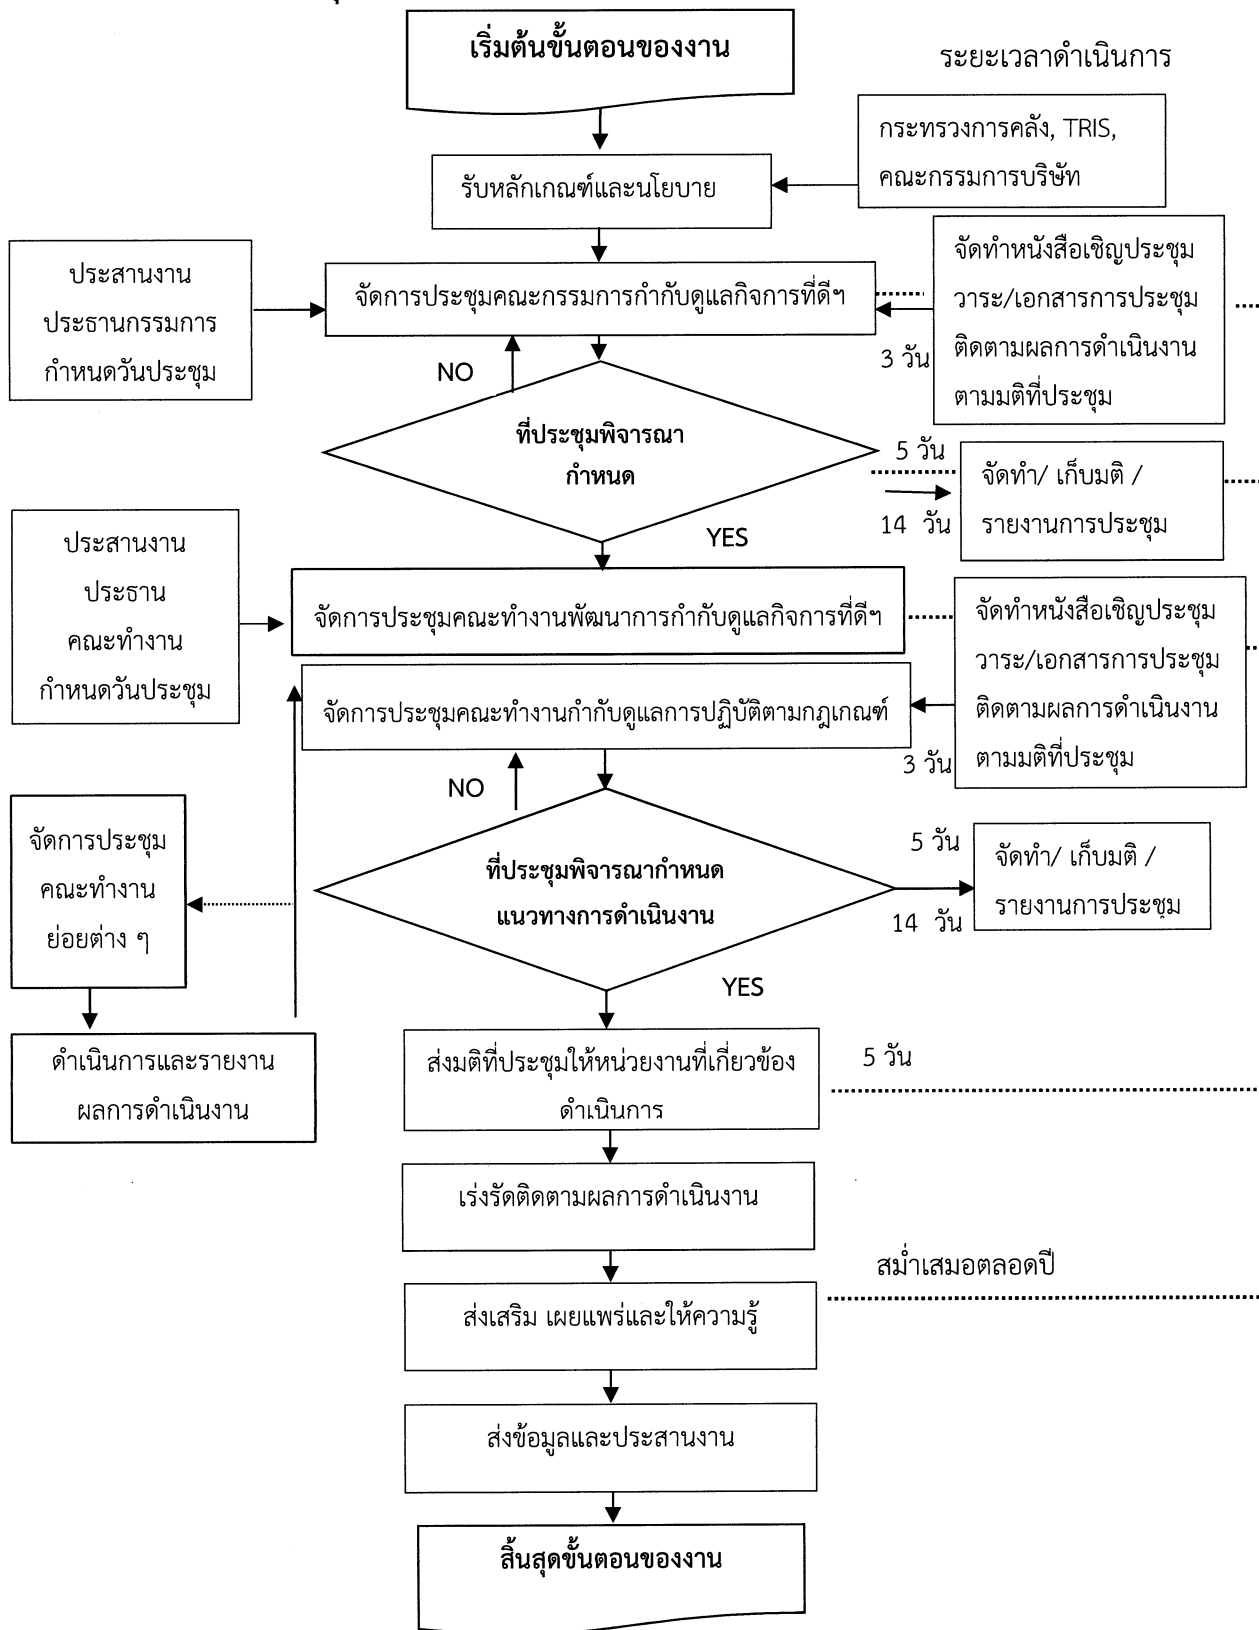 เริ่มต้นขั้นตอนของงาน
ระยะเวลาดำเนินการ
กระทรวงการคลัง, TRIS,
คณะกรรมการบริษัท
รับหลักเกณฑ์และนโยบาย
ประสานงาน
ประธานกรรมการ
กำหนดวันประชุม
จัดการประชุมคณะกรรมการกำกับดูแลกิจการที่ดีฯ
จัดทำหนังสือเชิญประชุม
วาระ/เอกสารการประชุม
ติดตามผลการดำเนินงาน
ตามมติที่ประชุม
3 วัน
NO
ที่ประชุมพิจารณา
กำหนด
5 วัน
14 วัน
จัดทำ/ เก็บมติ /
รายงานการประชุม
YES
ประสานงาน
ประธาน
คณะทำงาน
กำหนดวันประชุม
จัดการประชุมคณะทำงานพัฒนาการกำกับดูแลกิจการที่ดีฯ
จัดการประชุมคณะทำงานกำกับดูแลการปฏิบัติตามกฎเกณฑ์
จัดทำหนังสือเชิญประชุม
วาระ/เอกสารการประชุม
ติดตามผลการดำเนินงาน
ตามมติที่ประชุม
3 วัน
NO
จัดการประชุม
คณะทำงาน
ย่อยต่าง ๆ
ที่ประชุมพิจารณากำหนด
แนวทางการดำเนินงาน
5 วัน
14 วัน
จัดทำ/ เก็บมติ /
รายงานการประชุม
YES
ดำเนินการและรายงาน
ผลการดำเนินงาน
ส่งมติที่ประชุมให้หน่วยงานที่เกี่ยวข้อง
ดำเนินการ
5 วัน
เร่งรัดติดตามผลการดำเนินงาน
สม่ำเสมอตลอดปี
ส่งเสริม เผยแพร่และให้ความรู้
ส่งข้อมูลและประสานงาน
สิ้นสุดขั้นตอนของงาน